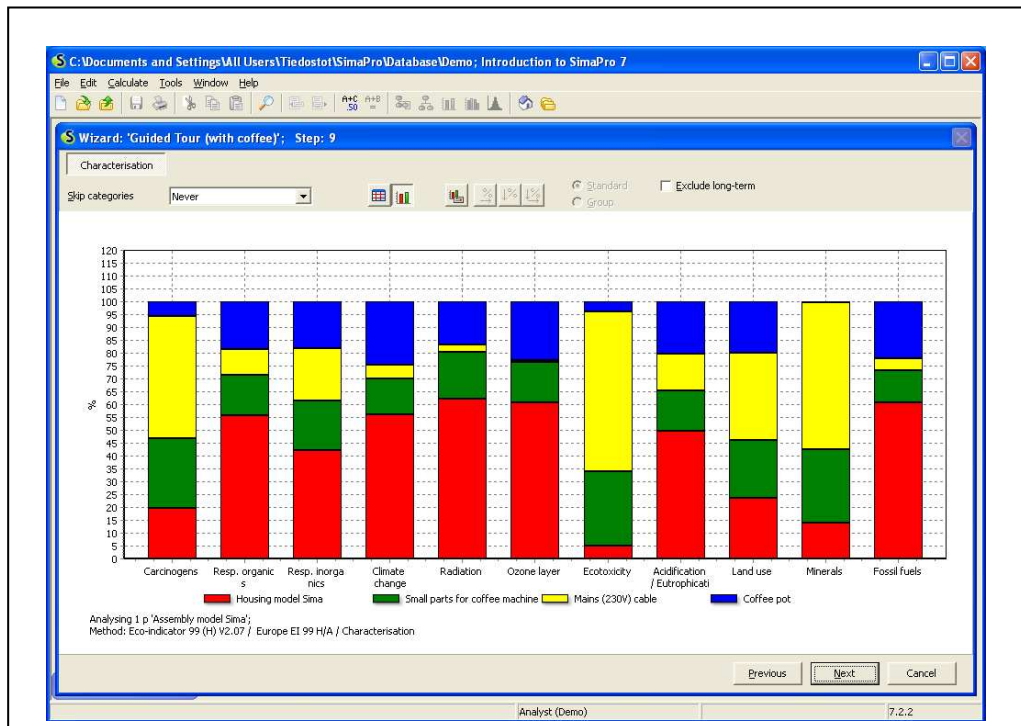 C:\Documents and Settings\All Users\Tiedostot\SimaPro\Database\Demo; Introduction to SimaPro 7
File Edit Calculate Tools Window Help
A+C .50 A+B =
Wizard: 'Guided Tour (with coffee)'; Step: 9
Characterisation
Skip categories Never Standard Exclude long-term
Group
120
115
110
105
100
95
90
85
80
75
70
65
60
55
50
45
40
35
30
25
20
15
10
5
0
%
Carcinogens Resp. organic Resp. inorga Climate Radiation Ozone layer Ecotoxicity Acidification Land use Minerals Fossil fuels
s nics change / Eutrophicati
Housing model Sima Small parts for coffee machine Mains (230V) cable Coffee pot
Analysing 1 p 'Assembly model Sima';
Method: Eco-indicator 99 (H) V2.07 / Europe EI 99 H/A / Characterisation
Previous Next Cancel
Analyst (Demo) 7.2.2